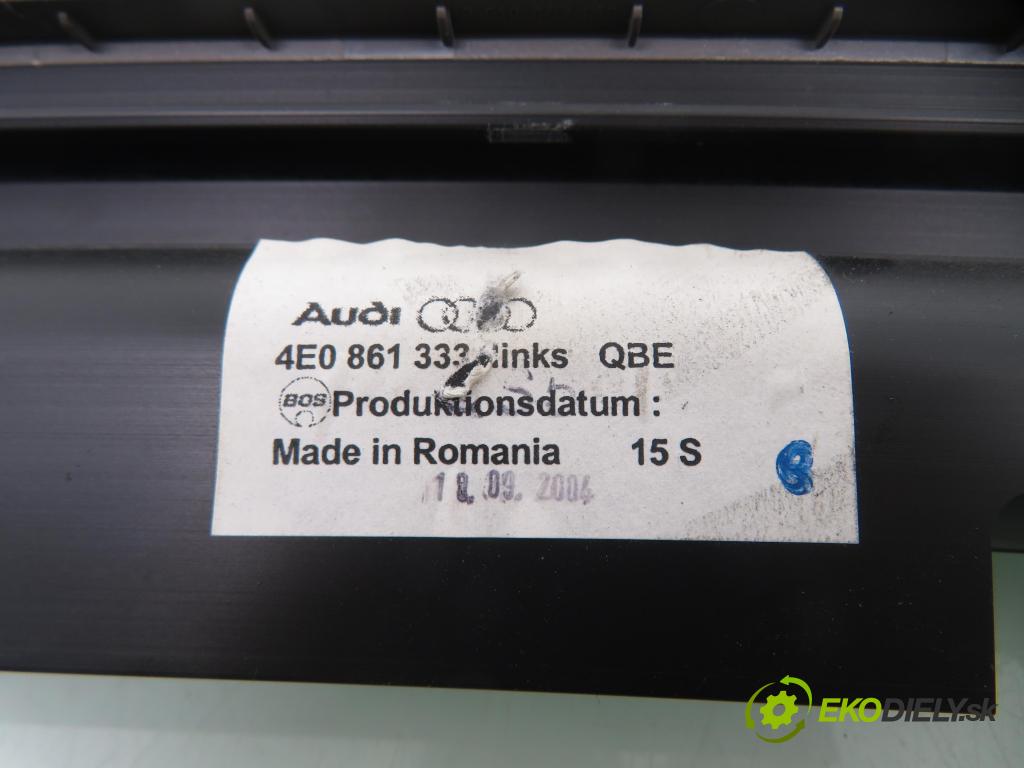 Audi
4E0 861 333 links QBE
BOS Produktionsdatum :
Made in Romania 15 S
18. 09. 2004
EKODIELY.sk